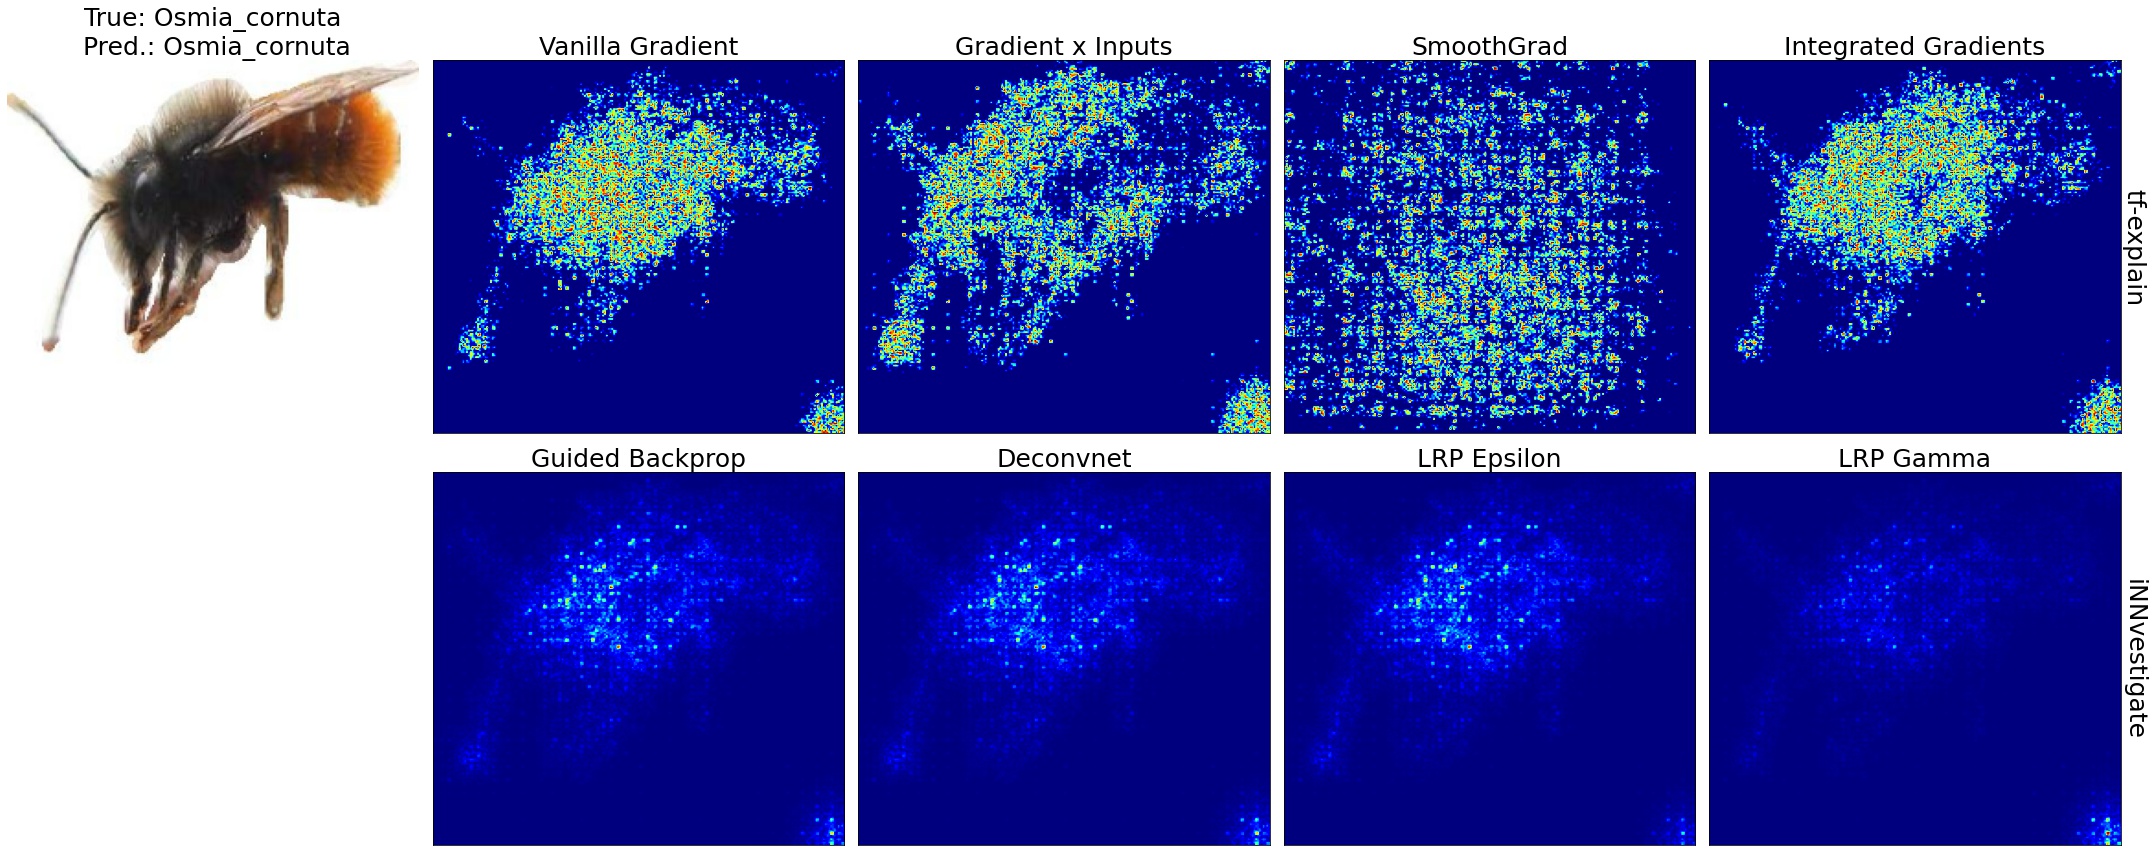 True: Osmia_cornuta
Pred.: Osmia_cornuta
Vanilla Gradient
Gradient x Inputs
SmoothGrad
Integrated Gradients
tf-explain
Guided Backprop
Deconvnet
LRP Epsilon
LRP Gamma
iNNvestigate